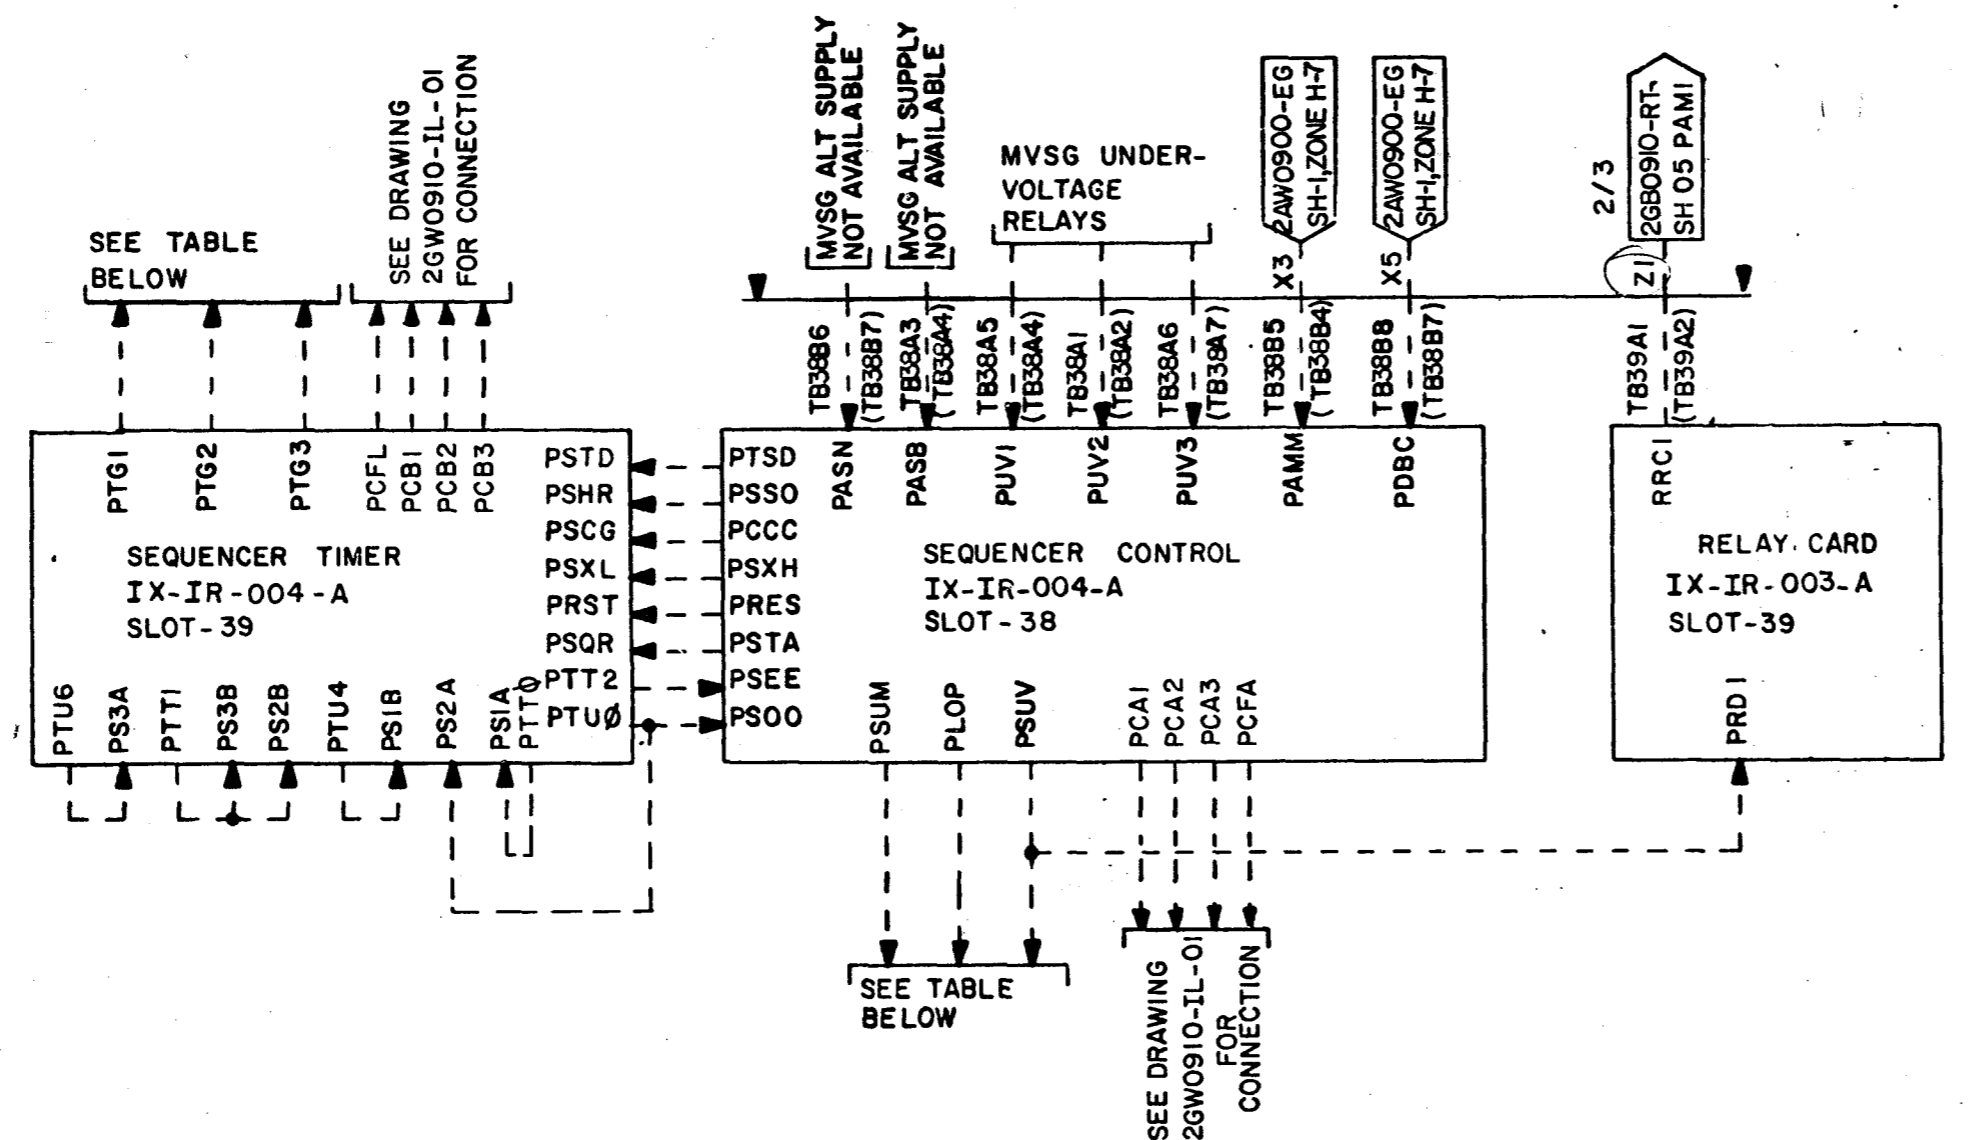 SEE TABLE
BELOW
SEE DRAWING
2GW0910-IL-01
FOR CONNECTION
MVSG ALT SUPPLY
NOT AVAILABLE
MVSG ALT SUPPLY
NOT AVAILABLE
MVSG UNDER-
VOLTAGE
RELAYS
2AW0900-EG
SH-1,ZONE H-7
2AW0900-EG
SH-1,ZONE H-7
2/3
2GB0910-RT-
SH 05 PAM1
X3
X5
Z1
TB38B6
(TB38B7)
TB38A3
(TB38A4)
TB38A5
(TB38A4)
TB38A1
(TB38A2)
TB38A6
(TB38A7)
TB38B5
(TB38B4)
TB38B8
(TB38B7)
TB39A1
(TB39A2)
PTG1
PTG2
PTG3
PCFL
PCB1
PCB2
PCB3
PSTD
PSHR
PSCG
PSXL
PRST
PSQR
PTT2
PTUØ
SEQUENCER TIMER
IX-IR-004-A
SLOT-39
PTU6
PS3A
PTT1
PS3B
PS2B
PTU4
PS1B
PS2A
PS1A
PTTØ
PTSD
PSSO
PCCC
PSXH
PRES
PSTA
PSEE
PSOO
PASN
PASB
PUV1
PUV2
PUV3
PAMM
PDBC
SEQUENCER CONTROL
IX-IR-004-A
SLOT-38
PSUM
PLOP
PSUV
PCA1
PCA2
PCA3
PCFA
RRC1
RELAY CARD
IX-IR-003-A
SLOT-39
PRD1
SEE TABLE
BELOW
SEE DRAWING
2GW0910-IL-01
FOR
CONNECTION